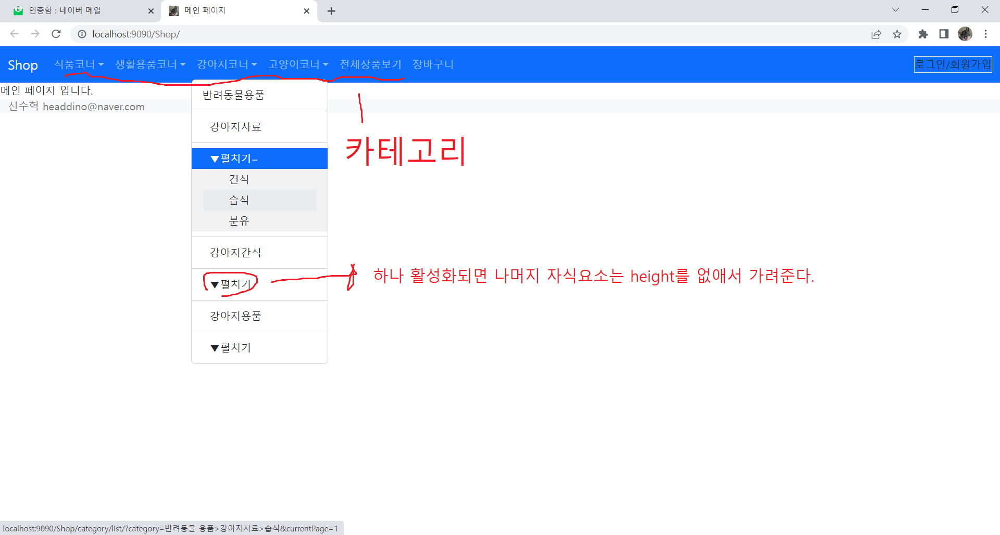 인증함 : 네이버 메일
메인 페이지
localhost:9090/Shop/
Shop 식품코너 생활용품코너 강아지코너 고양이코너 전체상품보기 장바구니 로그인/회원가입
메인 페이지 입니다.
신수혁 headdino@naver.com
반려동물용품
강아지사료
▼펼치기–
건식
습식
분유
강아지간식
▼펼치기
강아지용품
▼펼치기
카테고리
하나 활성화되면 나머지 자식요소는 height를 없애서 가려준다.
localhost:9090/Shop/category/list/?category=반려동물 용품>강아지사료>습식&currentPage=1